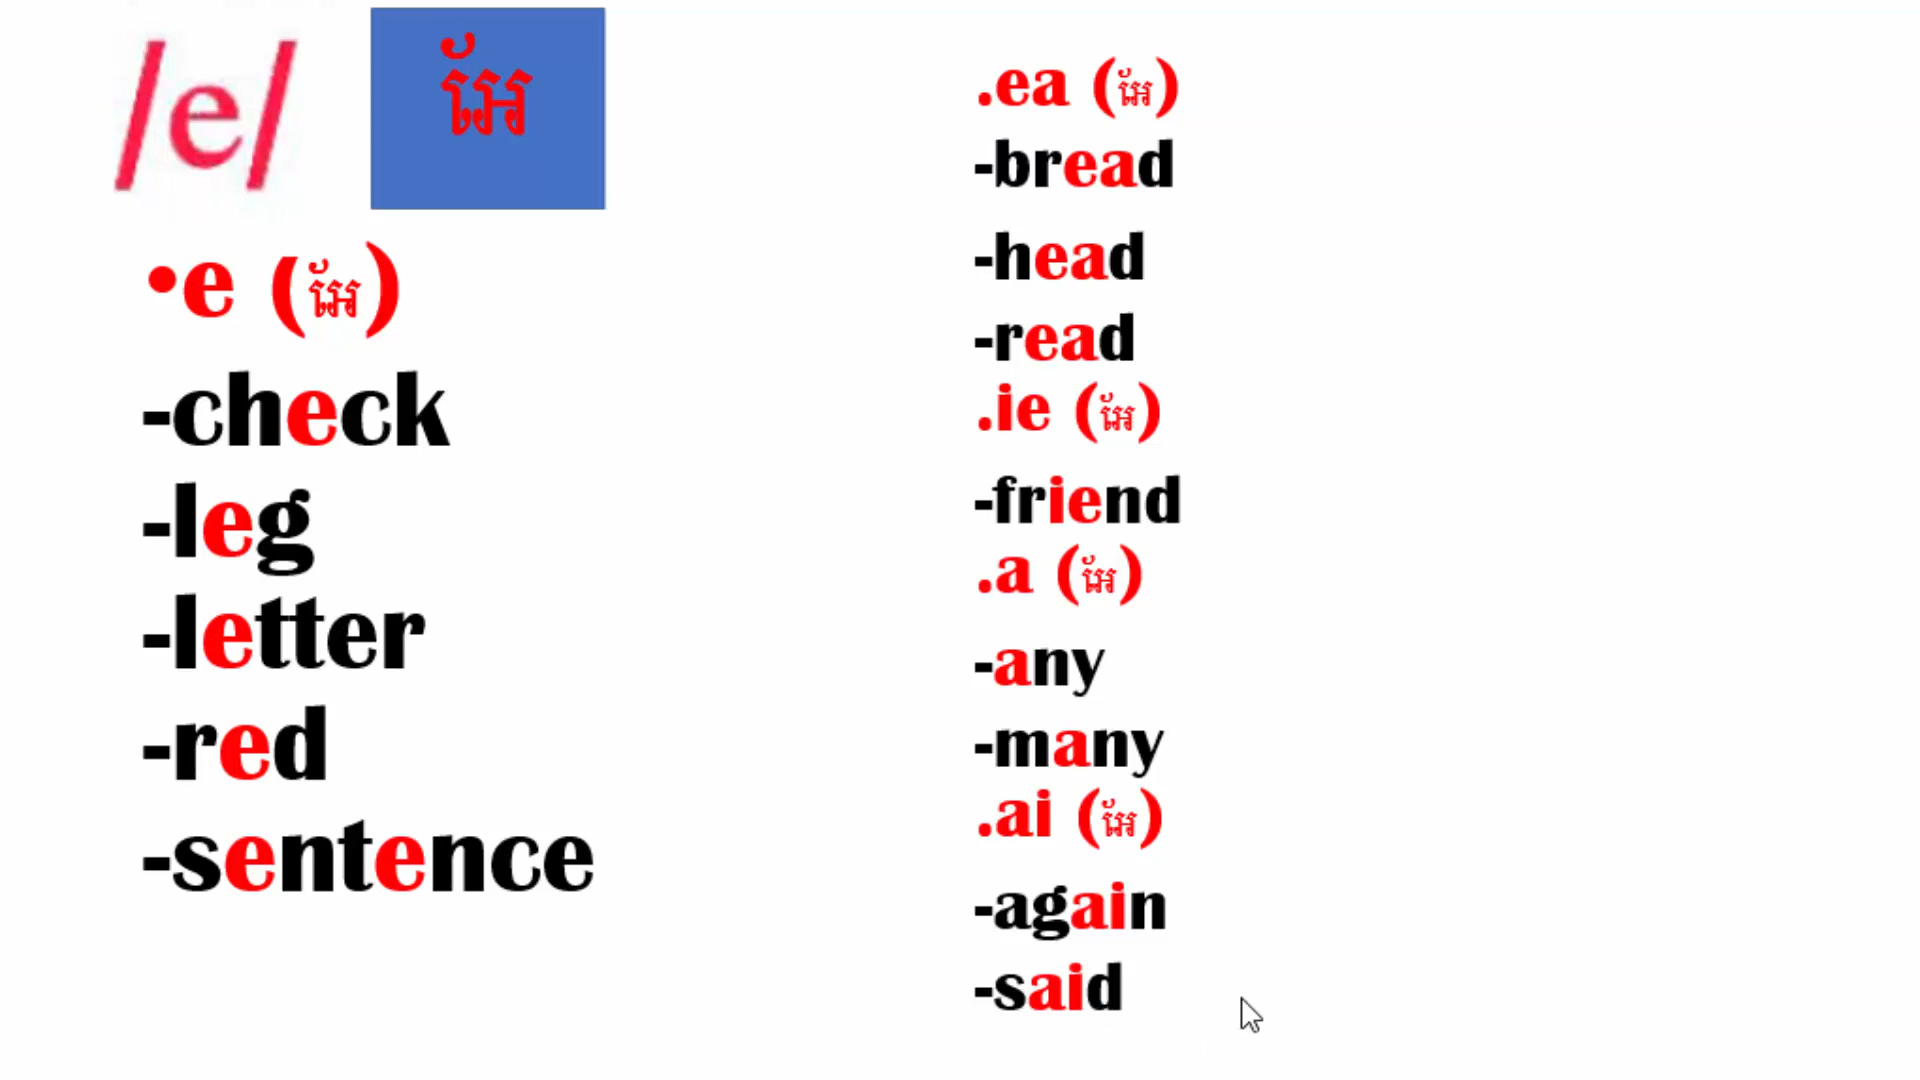 /e/
អែ៎
•e (អែ៎)
-check
-leg
-letter
-red
-sentence
.ea (អែ៎)
-bread
-head
-read
.ie (អែ៎)
-friend
.a (អែ៎)
-any
-many
.ai (អែ៎)
-again
-said